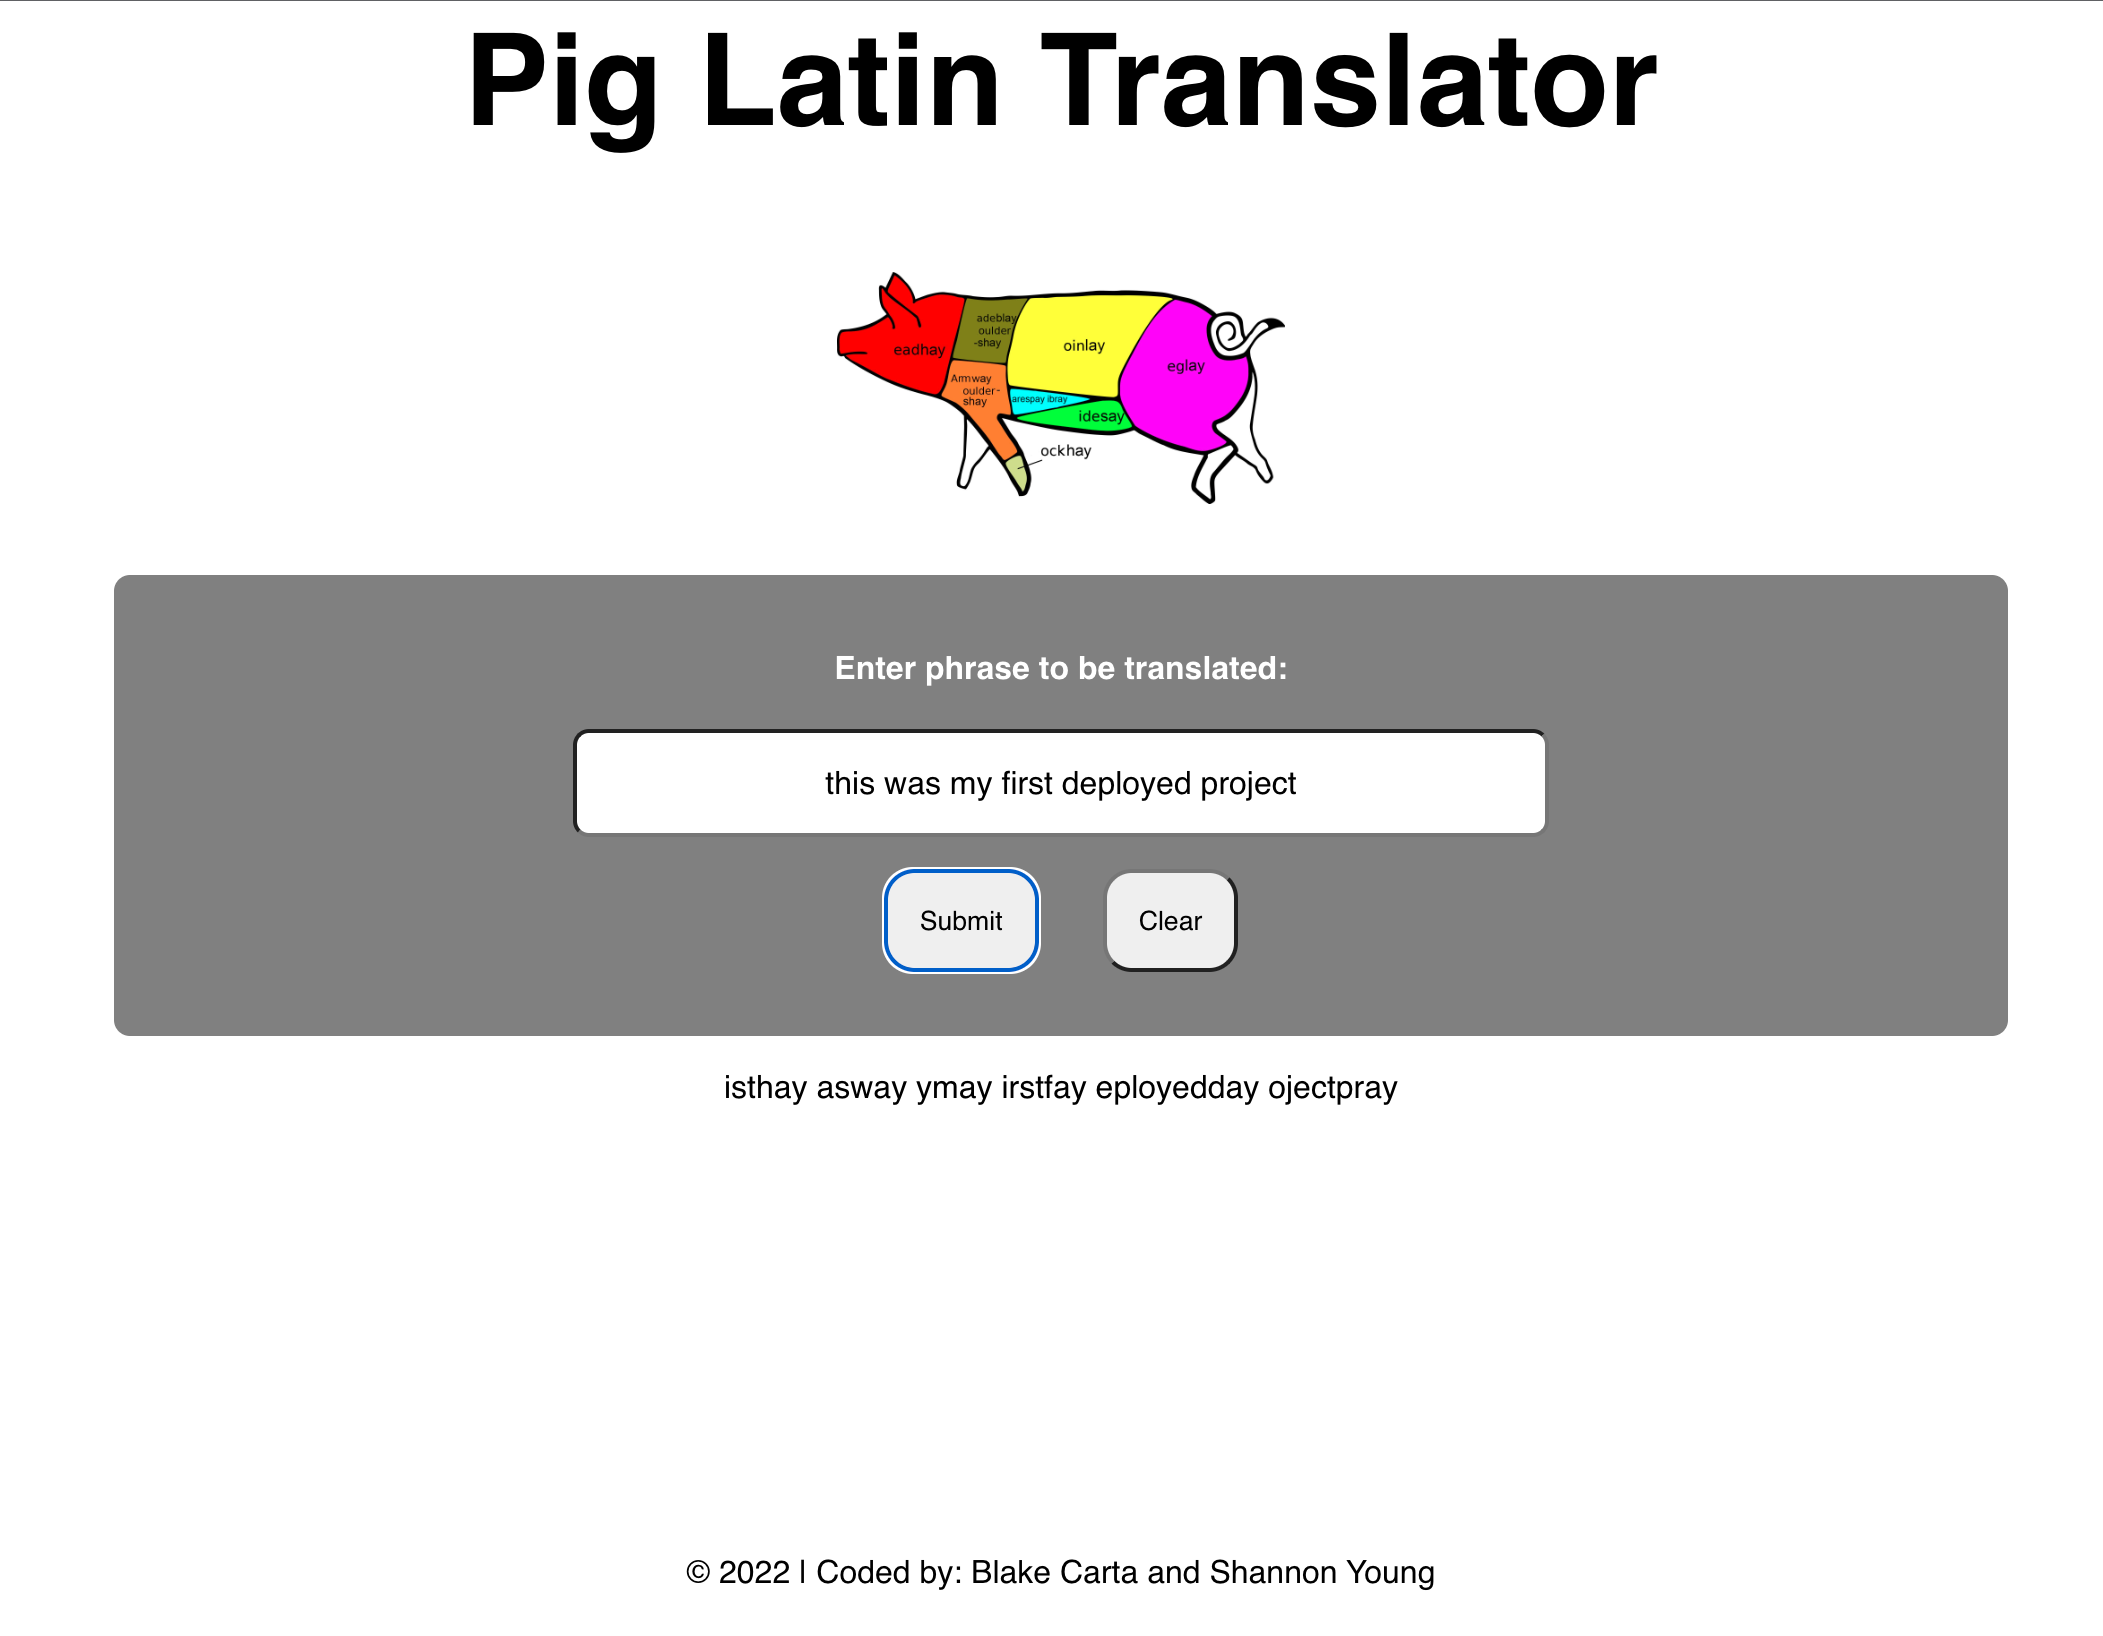 Pig Latin Translator
eadhay
adeblay
oulder
-shay
oinlay
eglay
Armway
oulder-
shay
arespay ibray
idesay
ockhay
Enter phrase to be translated:
this was my first deployed project
Submit Clear
isthay asway ymay irstfay eployedday ojectpray
© 2022 | Coded by: Blake Carta and Shannon Young